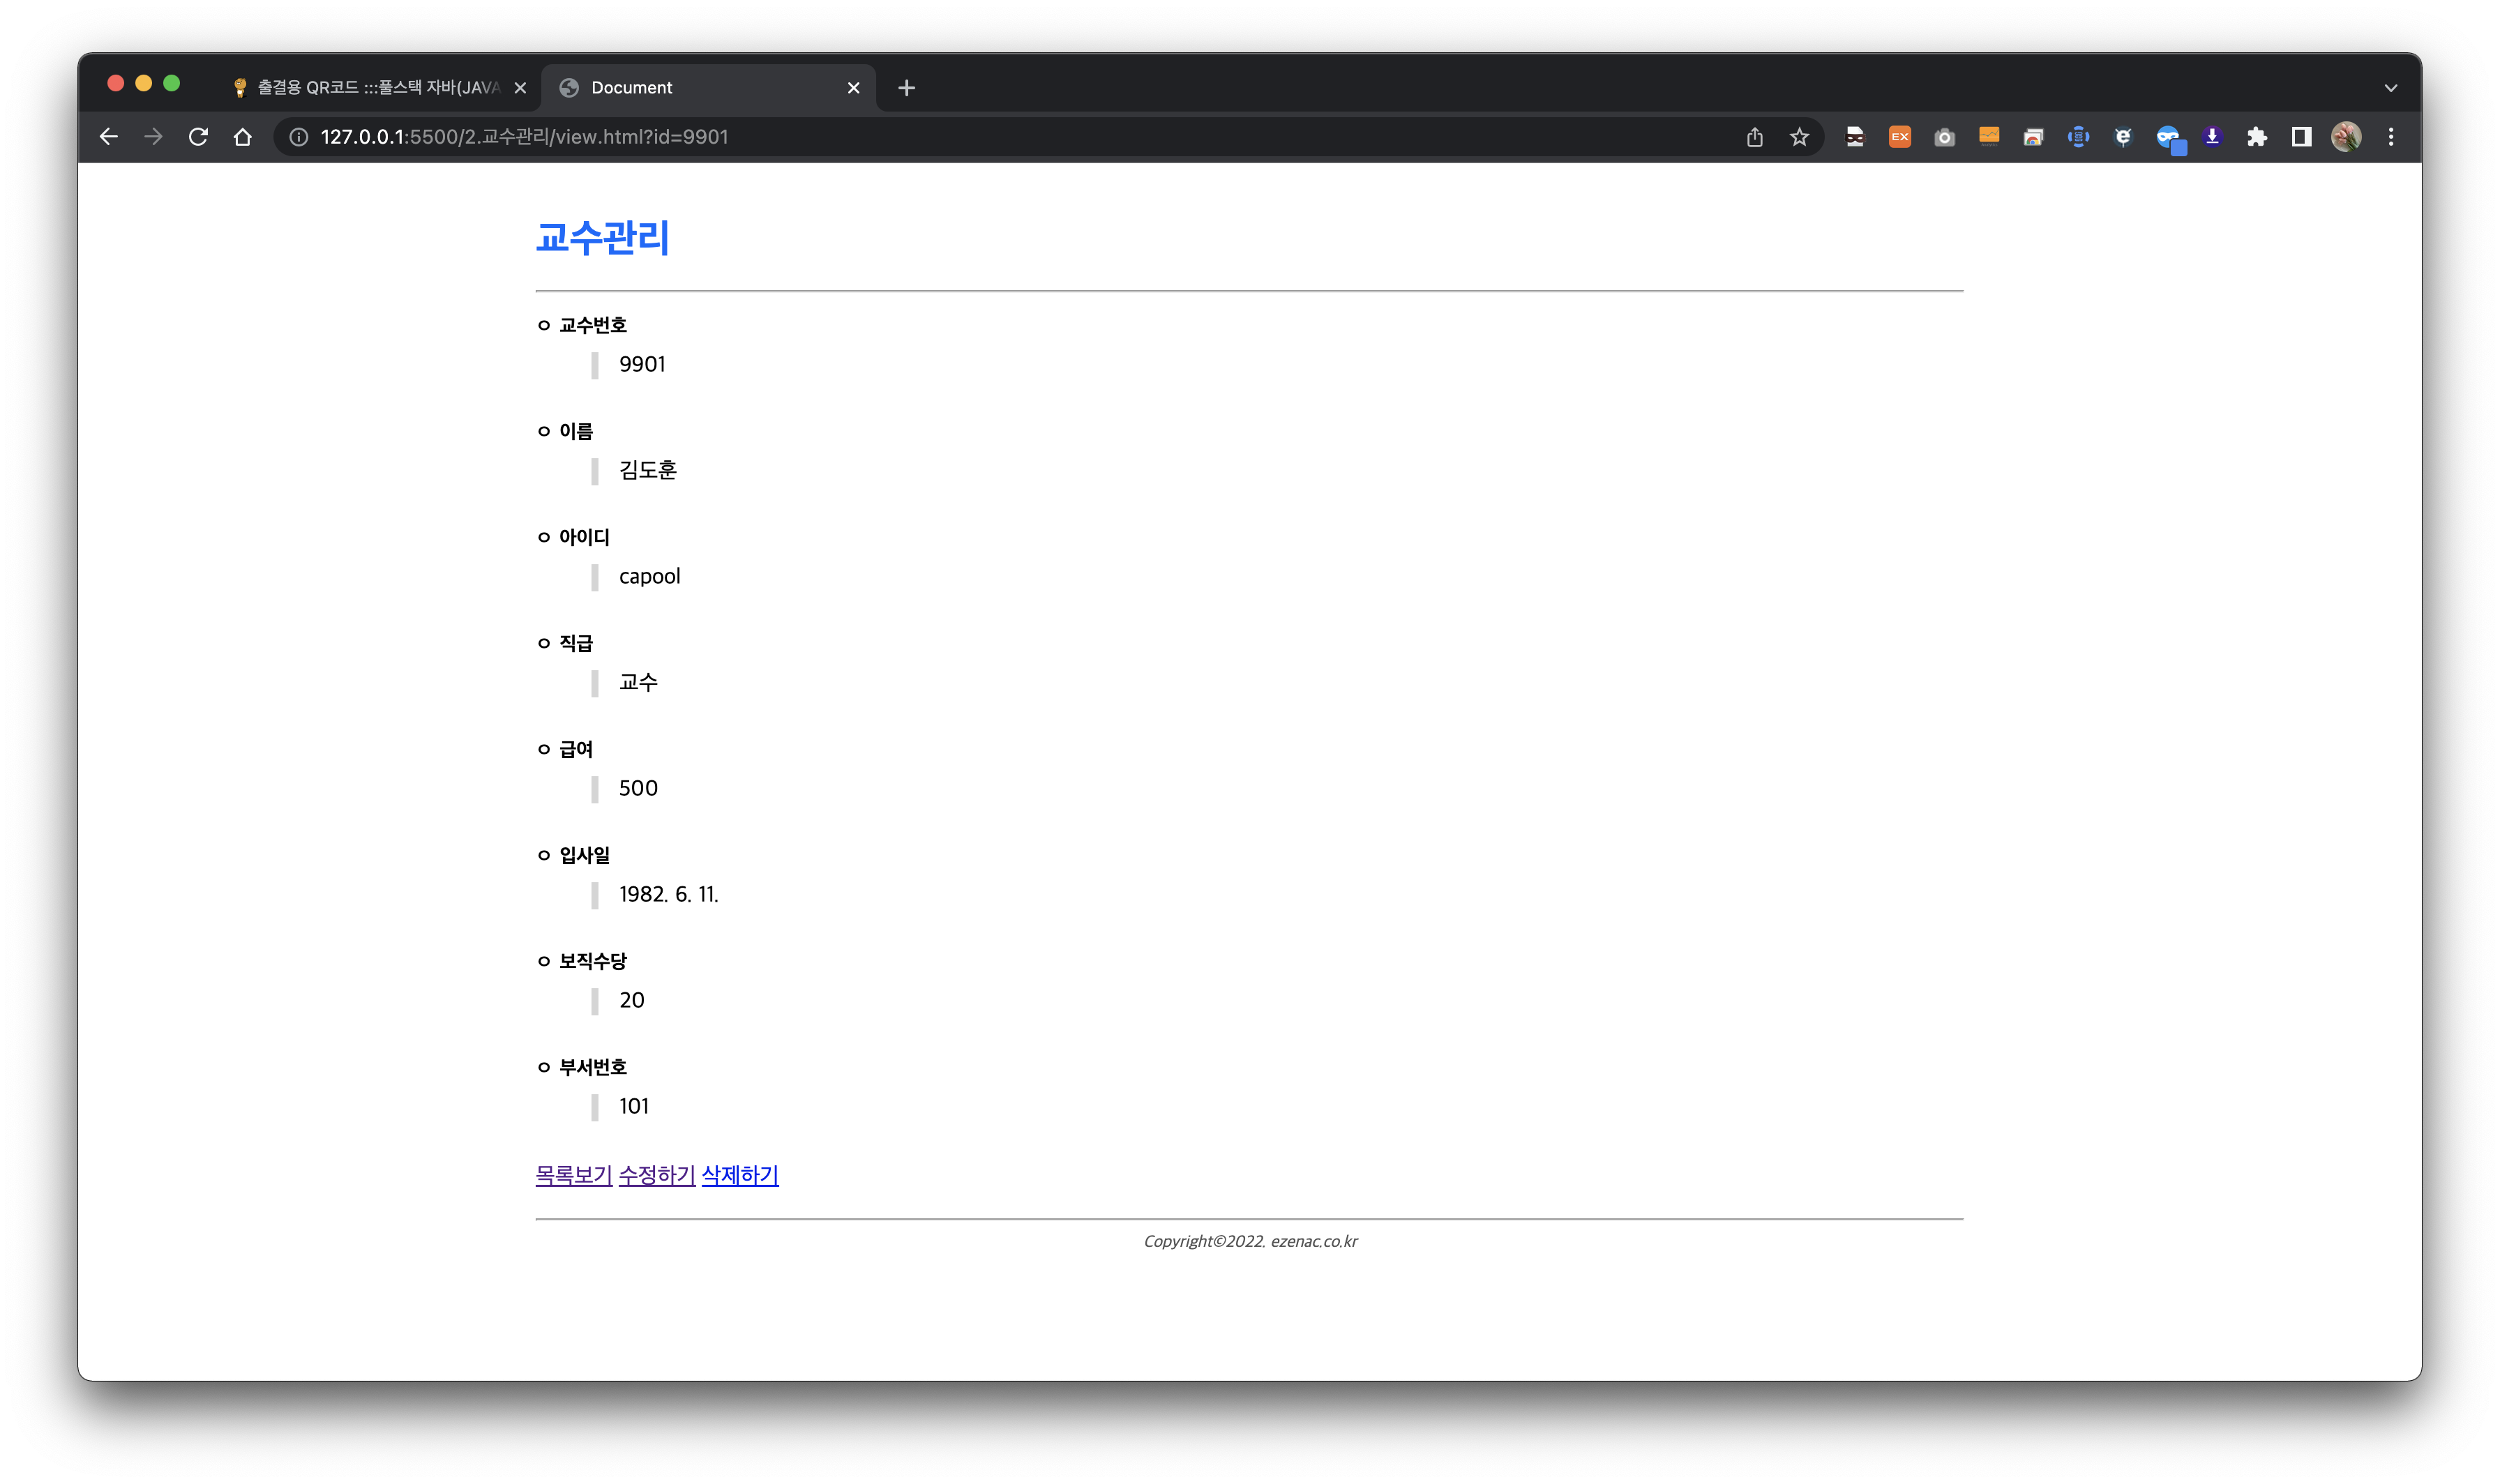 출결용 QR코드 :::풀스택 자바(JAVA
Document
127.0.0.1:5500/2.교수관리/view.html?id=9901
EX
교수관리
교수번호
9901
이름
김도훈
아이디
capool
직급
교수
급여
500
입사일
1982. 6. 11.
보직수당
20
부서번호
101
목록보기 수정하기 삭제하기
Copyright©2022. ezenac.co.kr